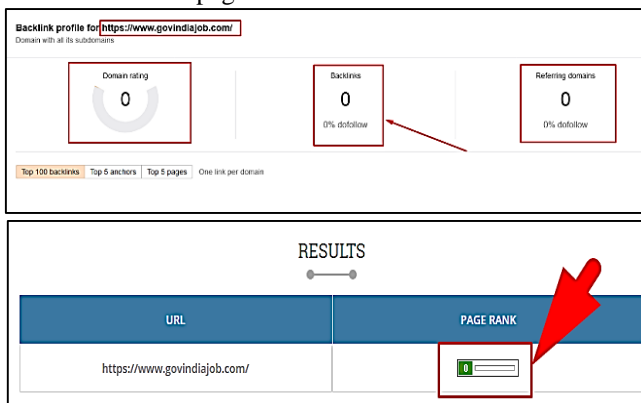 page
Backlink profile for https://www.govindiajob.com/
Domain with all its subdomains
Domain rating
0
Backlinks
0
0% dofollow
Referring domains
0
0% dofollow
Top 100 backlinks Top 5 anchors Top 5 pages One link per domain
RESULTS
URL PAGE RANK
https://www.govindiajob.com/ 0